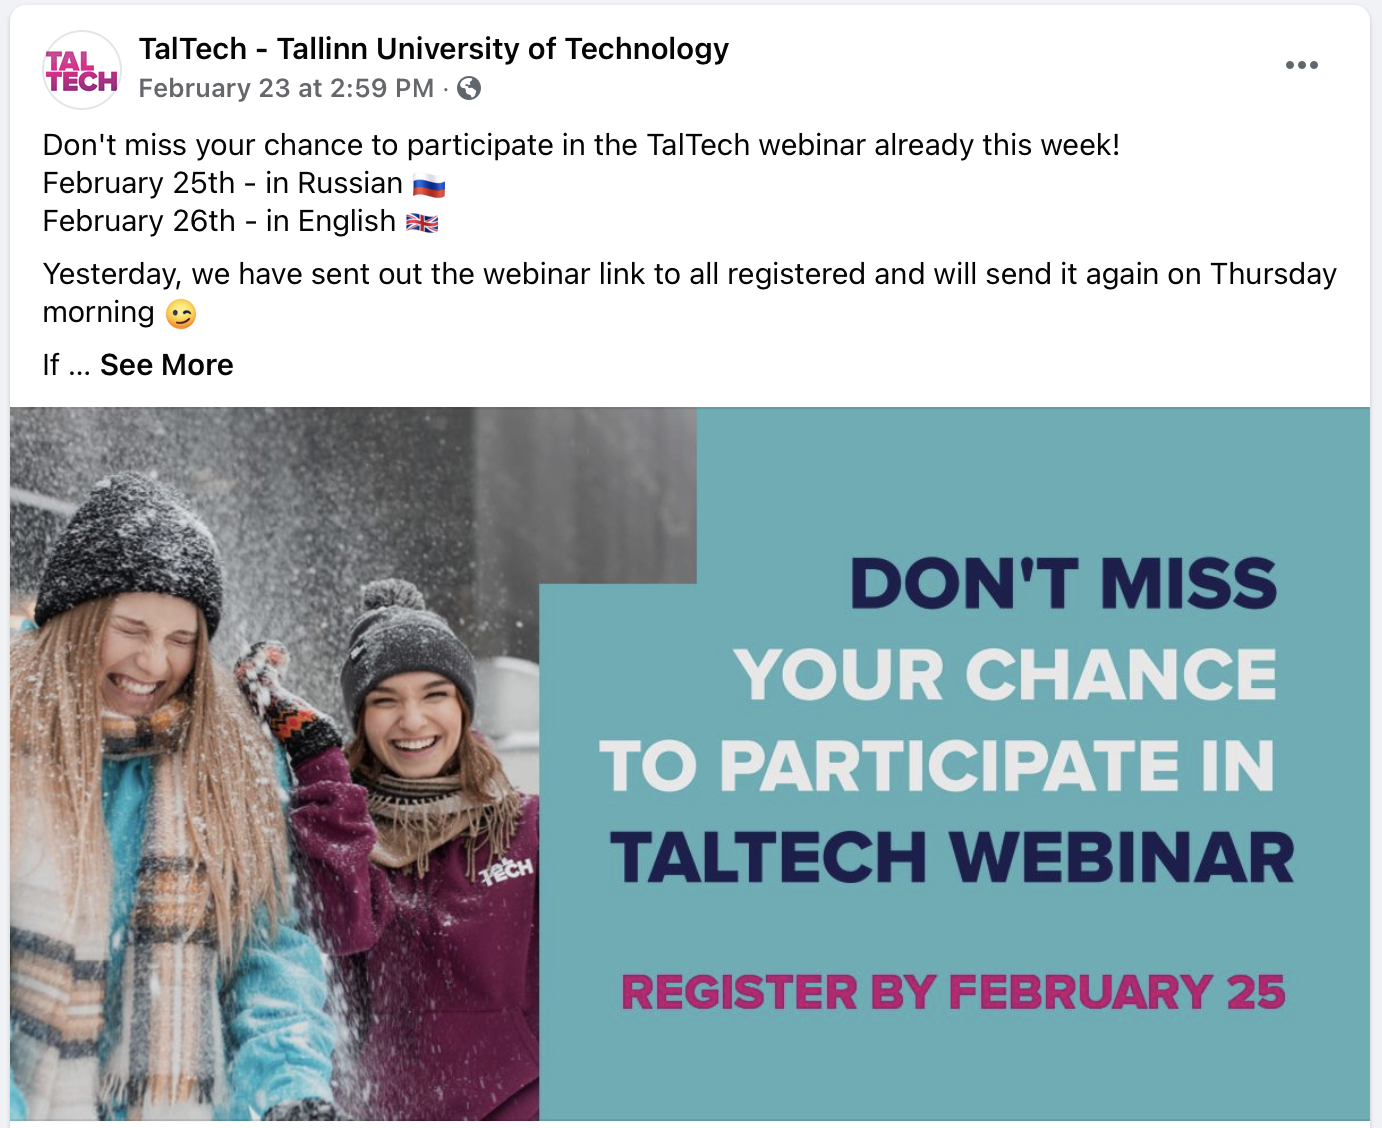 TAL
TECH
TalTech - Tallinn University of Technology
February 23 at 2:59 PM ·
Don't miss your chance to participate in the TalTech webinar already this week!
February 25th - in Russian 🇷🇺
February 26th - in English 🇬🇧
Yesterday, we have sent out the webinar link to all registered and will send it again on Thursday
morning 😉
If ... See More
DON'T MISS
YOUR CHANCE
TO PARTICIPATE IN
TALTECH WEBINAR
REGISTER BY FEBRUARY 25
TECH